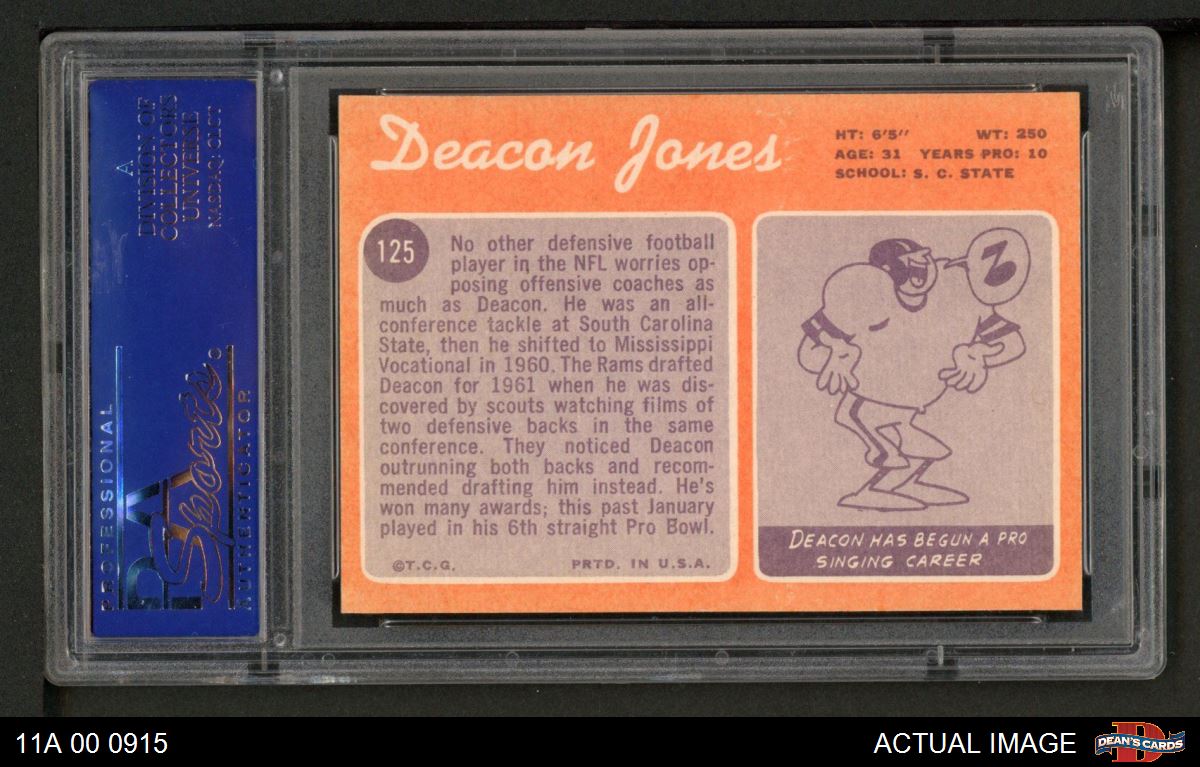 A
DIVISION OF
COLLECTORS
UNIVERSE
NASDAQ: CLCT
PROFESSIONAL
PSA
Sports
AUTHENTICATOR
Deacon Jones
HT: 6'5'' WT: 250
AGE: 31 YEARS PRO: 10
SCHOOL: S. C. STATE
125
No other defensive football
player in the NFL worries op-
posing offensive coaches as
much as Deacon. He was an all-
conference tackle at South Carolina
State, then he shifted to Mississippi
Vocational in 1960. The Rams drafted
Deacon for 1961 when he was dis-
covered by scouts watching films of
two defensive backs in the same
conference. They noticed Deacon
outrunning both backs and recom-
mended drafting him instead. He's
won many awards; this past January
played in his 6th straight Pro Bowl.
©T.C.G. PRTD. IN U.S.A.
DEACON HAS BEGUN A PRO
SINGING CAREER
11A 00 0915
ACTUAL IMAGE
DEAN'S CARDS